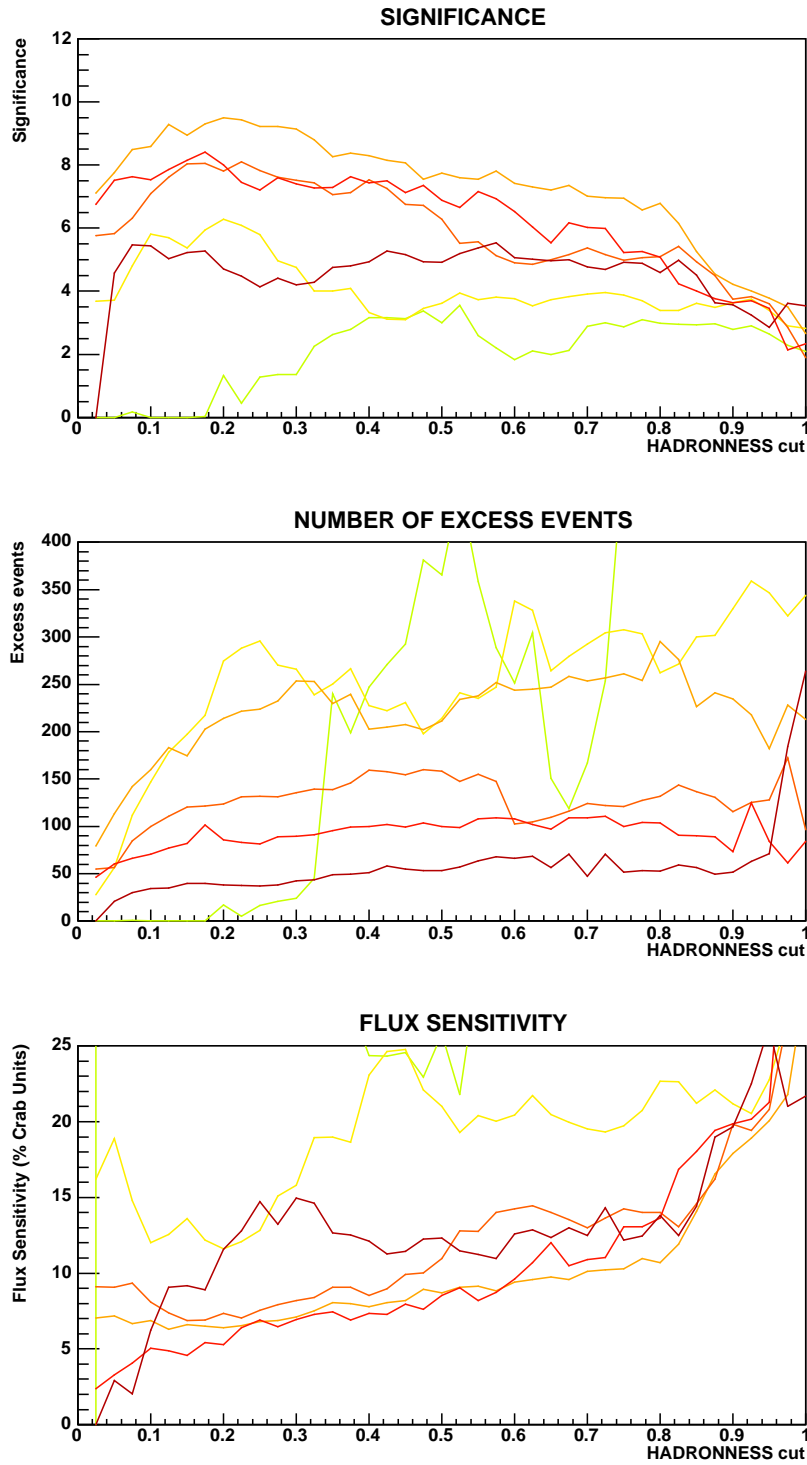 SIGNIFICANCE
Significance
12
10
8
6
4
2
0
0 0.1 0.2 0.3 0.4 0.5 0.6 0.7 0.8 0.9 1
HADRONNESS cut
NUMBER OF EXCESS EVENTS
Excess events
400
350
300
250
200
150
100
50
0
0 0.1 0.2 0.3 0.4 0.5 0.6 0.7 0.8 0.9 1
HADRONNESS cut
FLUX SENSITIVITY
Flux Sensitivity (% Crab Units)
25
20
15
10
5
0
0 0.1 0.2 0.3 0.4 0.5 0.6 0.7 0.8 0.9 1
HADRONNESS cut